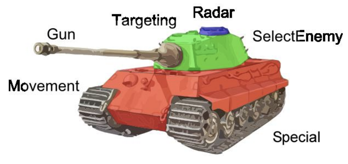 Radar
Targeting
Gun
SelectEnemy
Movement
Special